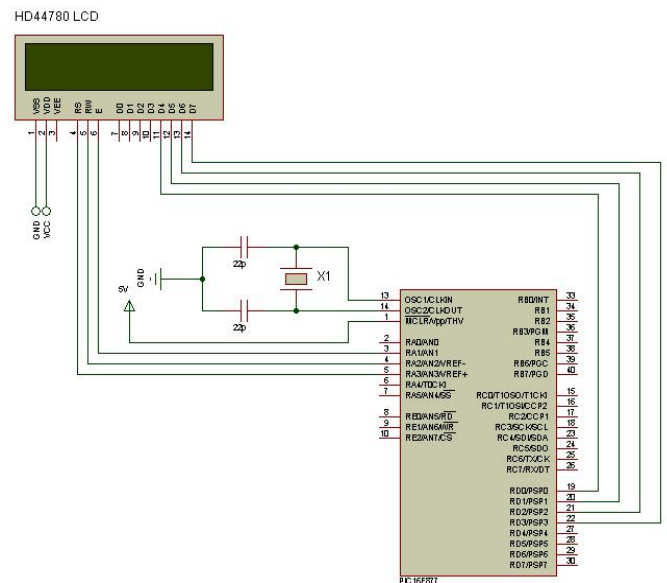 HD44780 LCD
VSS VDD VEE RS RW E D0 D1 D2 D3 D4 D5 D6 D7
1 2 3 4 5 6 7 8 9 10 11 12 13 14
GND VCC
22p
X1
GND
5V
22p
13 OSC1/CLKIN RB0/INT 33
14 OSC2/CLKOUT RB1 34
1 MCLR/Vpp/THV RB2 35
RB3/PGM 36
2 RA0/AN0 RB4 37
3 RA1/AN1 RB5 38
4 RA2/AN2/VREF- RB6/PGC 39
5 RA3/AN3/VREF+ RB7/PGD 40
6 RA4/T0CKI
7 RA5/AN4/SS RC0/T1OSO/T1CKI 15
RC1/T1OSI/CCP2 16
8 RE0/AN5/RD RC2/CCP1 17
9 RE1/AN6/WR RC3/SCK/SCL 18
10 RE2/AN7/CS RC4/SDI/SDA 23
RC5/SDO 24
RC6/TX/CK 25
RC7/RX/DT 26
RD0/PSP0 19
RD1/PSP1 20
RD2/PSP2 21
RD3/PSP3 22
RD4/PSP4 27
RD5/PSP5 28
RD6/PSP6 29
RD7/PSP7 30
PIC16F877